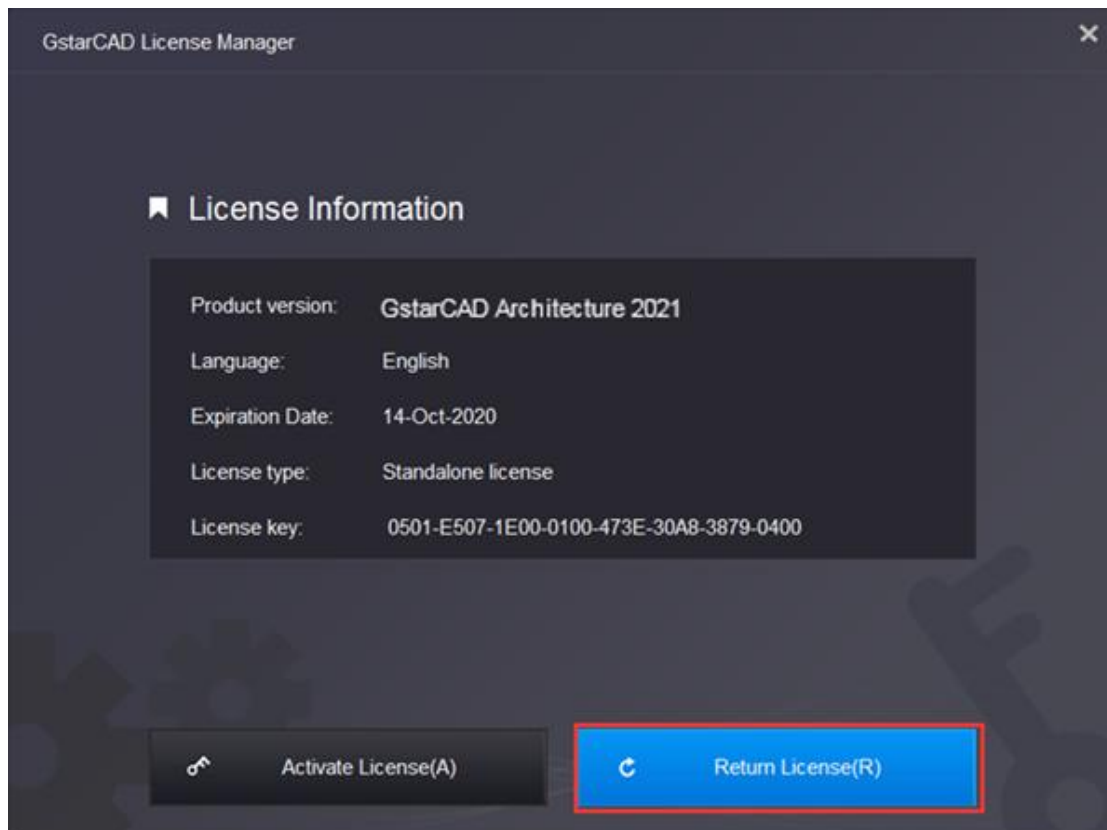 GstarCAD License Manager
License Information
Product version: GstarCAD Architecture 2021
Language: English
Expiration Date: 14-Oct-2020
License type: Standalone license
License key: 0501-E507-1E00-0100-473E-30A8-3879-0400
Activate License(A) Return License(R)